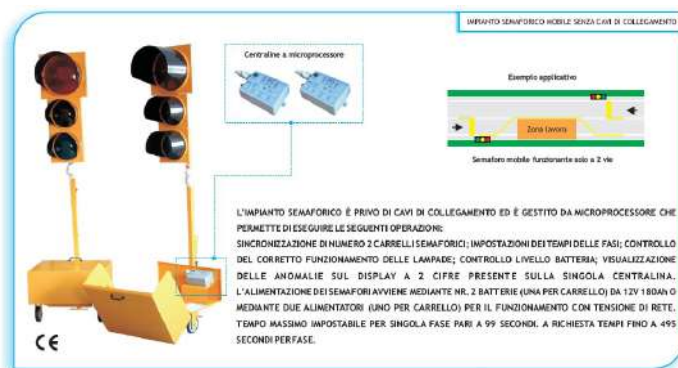 IMPIANTO SEMAFORICO MOBILE SENZA CAVI DI COLLEGAMENTO
Centraline a microprocessore
Esempio applicativo
Zona lavoro
Semaforo mobile funzionante solo a 2 vie
L'IMPIANTO SEMAFORICO È PRIVO DI CAVI DI COLLEGAMENTO ED È GESTITO DA MICROPROCESSORE CHE
PERMETTE DI ESEGUIRE LE SEGUENTI OPERAZIONI:
SINCRONIZZAZIONE DI NUMERO 2 CARRELLI SEMAFORICI; IMPOSTAZIONI DEI TEMPI DELLE FASI; CONTROLLO
DEL CORRETTO FUNZIONAMENTO DELLE LAMPADE; CONTROLLO LIVELLO BATTERIA; VISUALIZZAZIONE
DELLE ANOMALIE SUL DISPLAY A 2 CIFRE PRESENTE SULLA SINGOLA CENTRALINA.
L'ALIMENTAZIONE DEI SEMAFORI AVVIENE MEDIANTE NR. 2 BATTERIE (UNA PER CARRELLO) DA 12V 180Ah O
MEDIANTE DUE ALIMENTATORI (UNO PER CARRELLO) PER IL FUNZIONAMENTO CON TENSIONE DI RETE.
TEMPO MASSIMO IMPOSTABILE PER SINGOLA FASE PARI A 99 SECONDI. A RICHIESTA TEMPI FINO A 495
SECONDI PER FASE.
CE